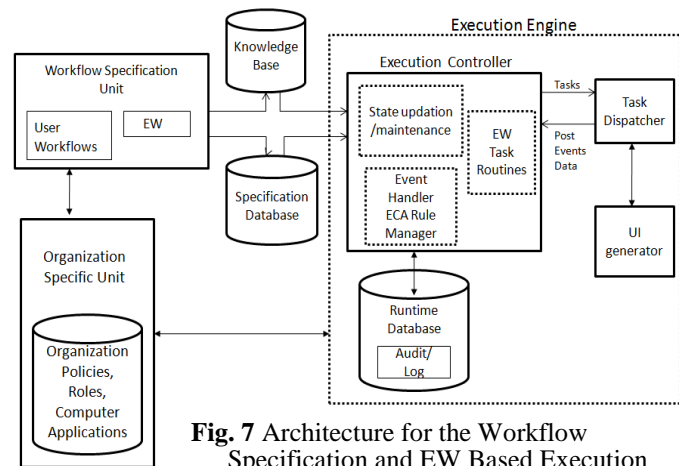 Execution Engine
Knowledge
Base
Workflow Specification
Unit
User
Workflows
EW
Specification
Database
Execution Controller
State updation
/maintenance
EW
Task
Routines
Event
Handler
ECA Rule
Manager
Tasks
Post
Events
Data
Task
Dispatcher
UI
generator
Organization
Specific Unit
Organization
Policies,
Roles,
Computer
Applications
Runtime
Database
Audit/
Log
Fig. 7 Architecture for the Workflow
Specification and EW Based Execution